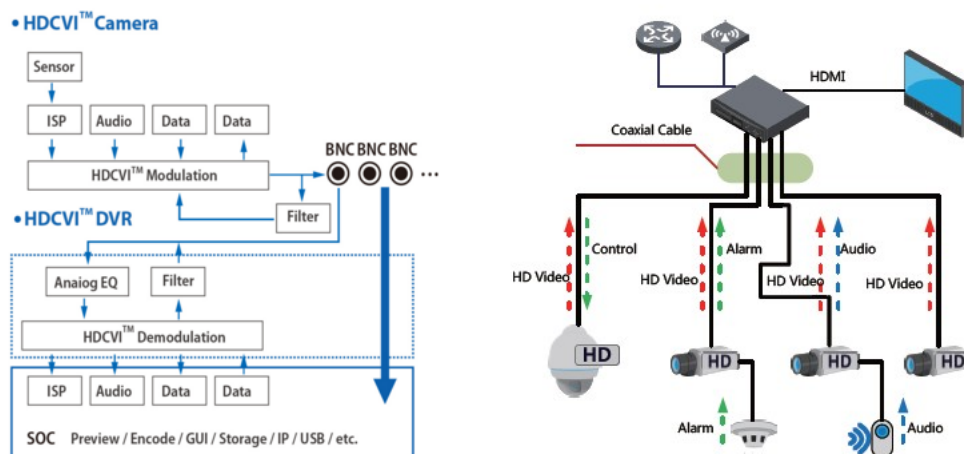 • HDCVI™ Camera
Sensor
ISP Audio Data Data
BNC BNC BNC
HDCVI™ Modulation
...
Filter
• HDCVI™ DVR
Anaiog EQ Filter
HDCVI™ Demodulation
ISP Audio Data Data
SOC Preview / Encode / GUI / Storage / IP / USB / etc.
HDMI
Coaxial Cable
Control Alarm Audio
HD Video HD Video HD Video HD Video
HD HD HD HD
Alarm Audio